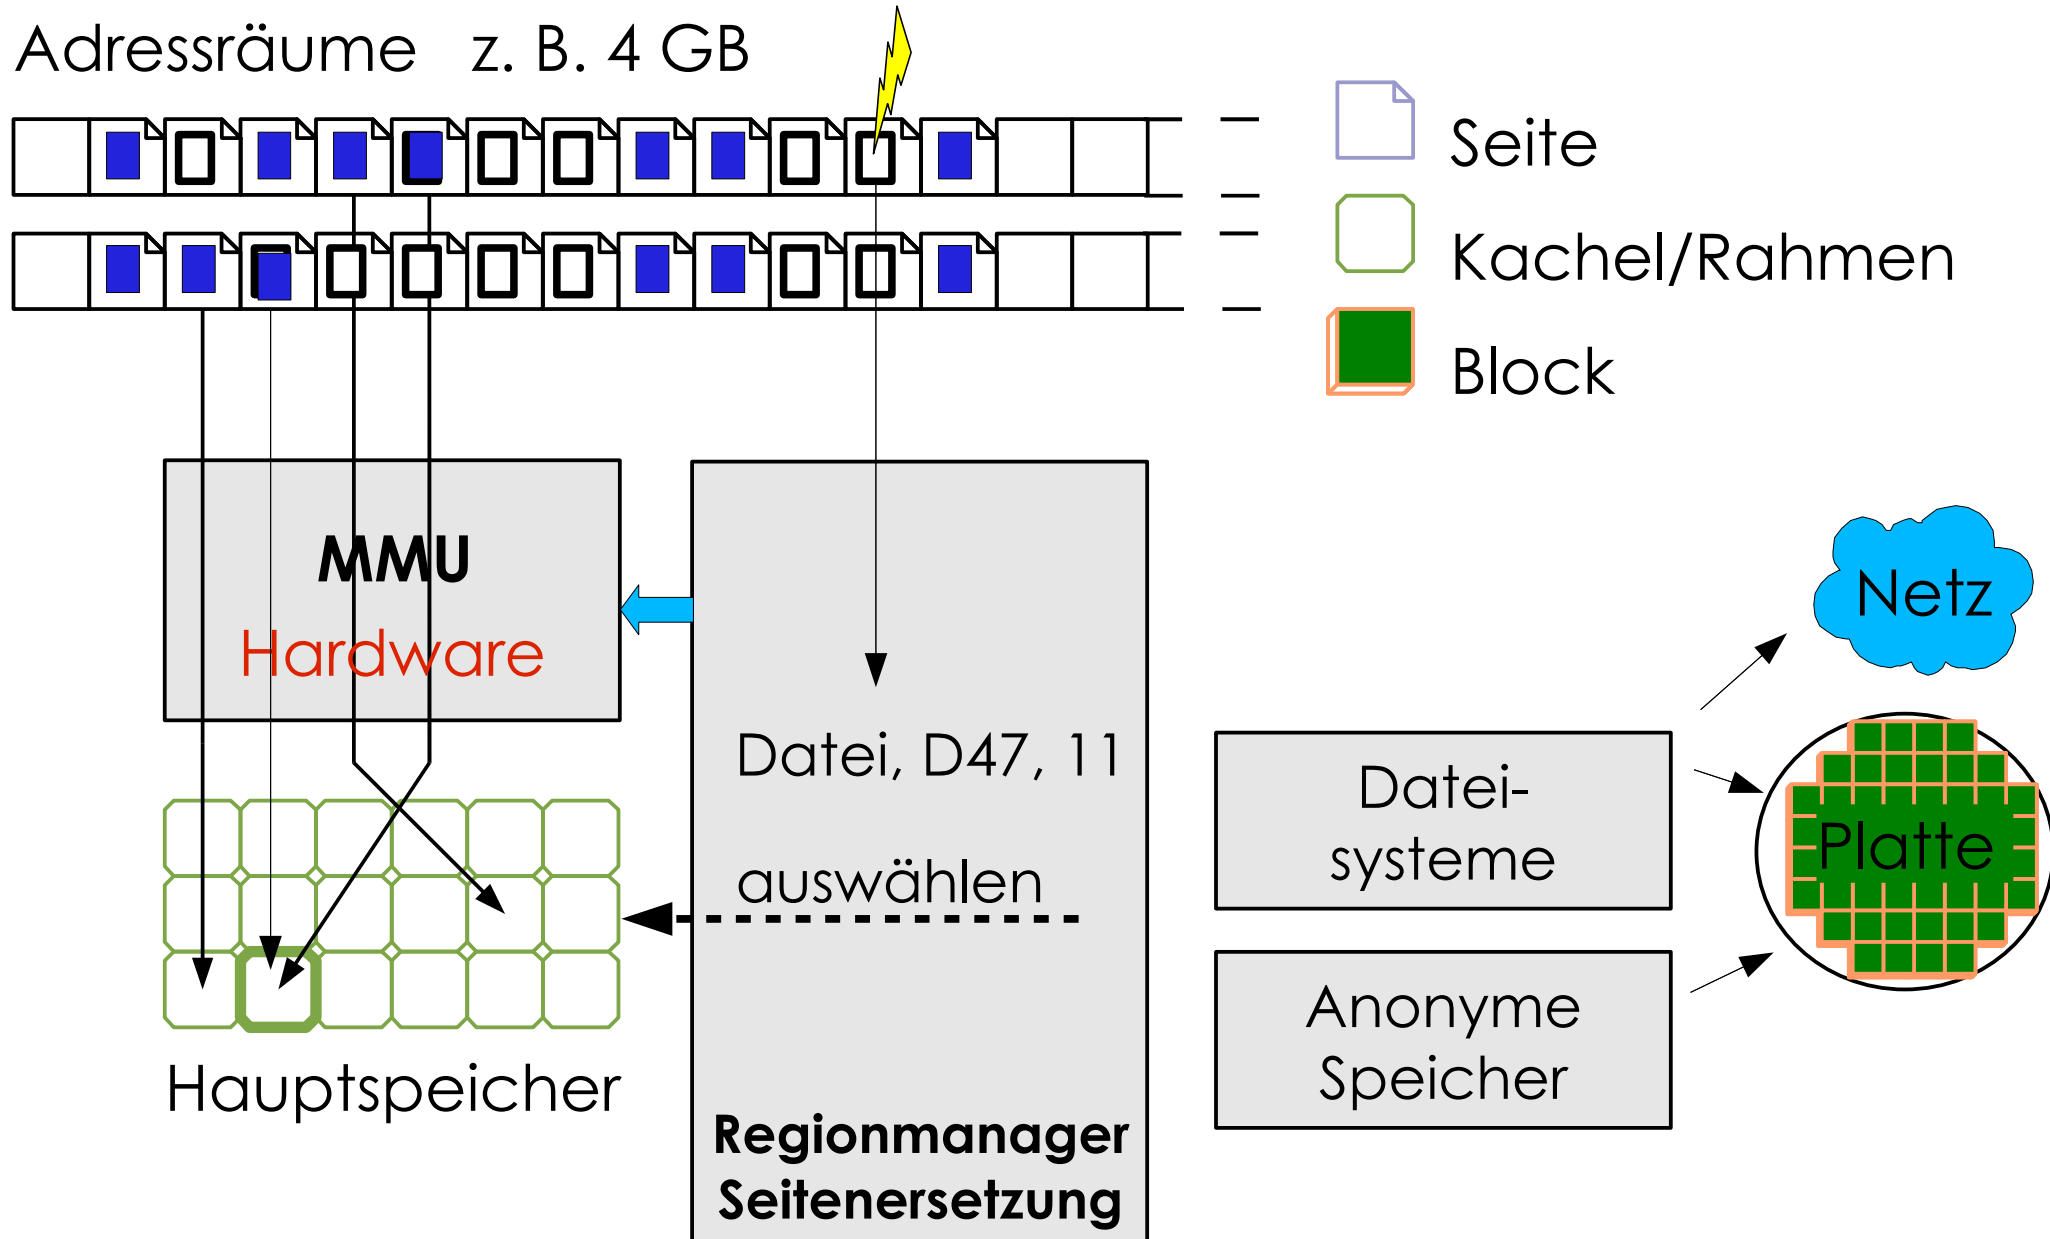 Adressräume z. B. 4 GB
Seite
Kachel/Rahmen
Block
MMU
Hardware
Netz
Datei, D47, 11
Datei-
systeme
Platte
auswählen
Anonyme
Speicher
Hauptspeicher
Regionmanager
Seitenersetzung